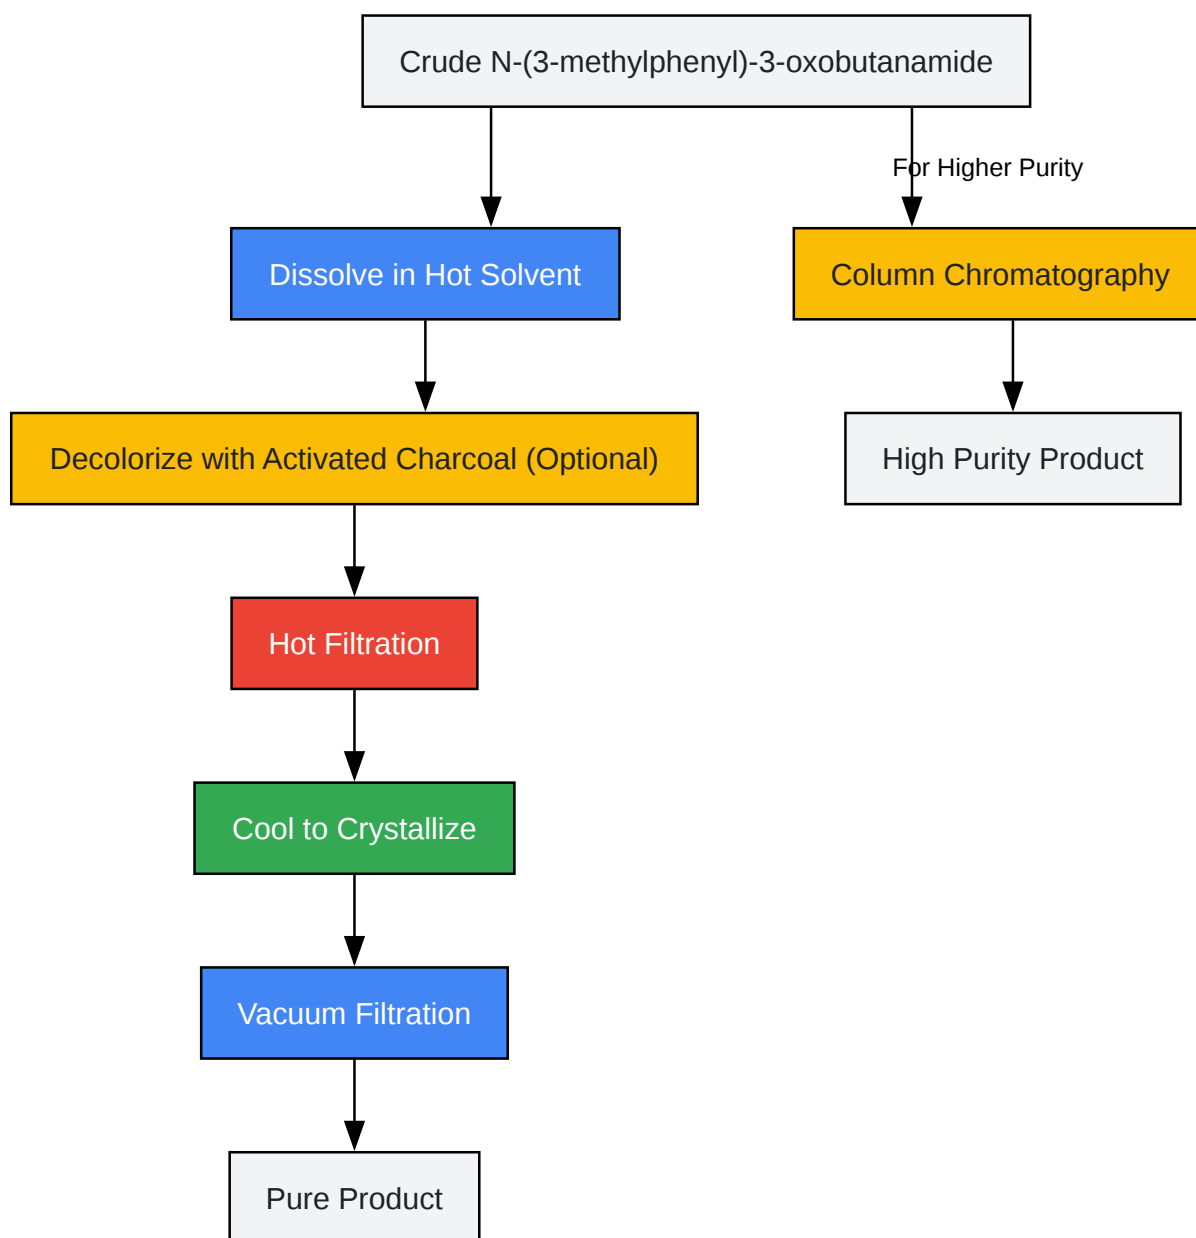 Crude N-(3-methylphenyl)-3-oxobutanamide
For Higher Purity
Dissolve in Hot Solvent
Column Chromatography
Decolorize with Activated Charcoal (Optional)
High Purity Product
Hot Filtration
Cool to Crystallize
Vacuum Filtration
Pure Product